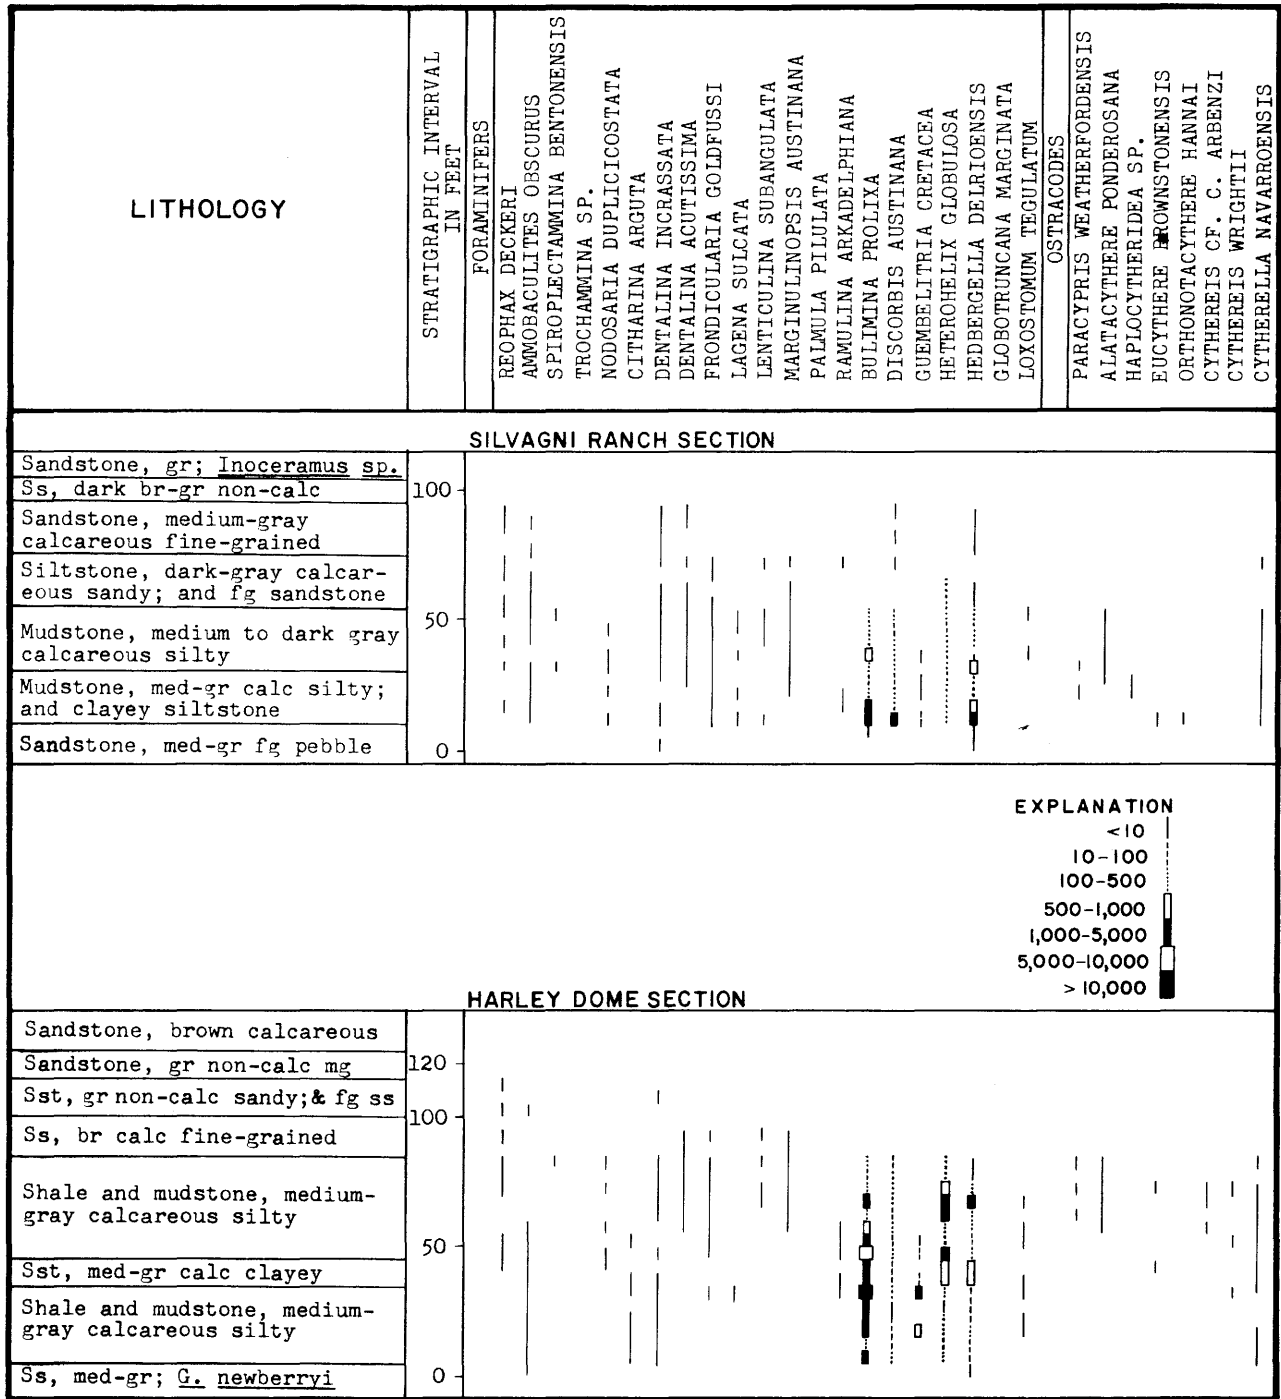 LITHOLOGY
STRATIGRAPHIC INTERVAL
IN FEET
FORAMINIFERS
REOPHAX DECKERI
AMMOBACULITES OBSCURUS
SPIROPLECTAMMINA BENTONENSIS
TROCHAMMINA SP.
NODOSARIA DUPLICICOSTATA
CITHARINA ARGUTA
DENTALINA INCRASSATA
DENTALINA ACUTISSIMA
FRONDICULARIA GOLDFUSSI
LAGENA SULCATA
LENTICULINA SUBANGULATA
MARGINULINOPSIS AUSTINANA
PALMULA PILULATA
RAMULINA ARKADELPHIANA
BULIMINA PROLIXA
DISCORBIS AUSTINANA
GUEMBELITRIA CRETACEA
HETEROHELIX GLOBULOSA
HEDBERGELLA DELRIOENSIS
GLOBOTRUNCANA MARGINATA
LOXOSTOMUM TEGULATUM
OSTRACODES
PARACYPRIS WEATHERFORDENSIS
ALATACYTHERE PONDEROSANA
HAPLOCYTHERIDEA SP.
EUCYTHERE BROWNSTONENSIS
ORTHONOTACYTHERE HANNAI
CYTHEREIS CF. C. ARBENZI
CYTHEREIS WRIGHTII
CYTHERELLA NAVARROENSIS
SILVAGNI RANCH SECTION
Sandstone, gr; Inoceramus sp.
Ss, dark br-gr non-calc
100
Sandstone, medium-gray
calcareous fine-grained
Siltstone, dark-gray calcar-
eous sandy; and fg sandstone
50
Mudstone, medium to dark gray
calcareous silty
Mudstone, med-gr calc silty;
and clayey siltstone
Sandstone, med-gr fg pebble
0
EXPLANATION
<10
10-100
100-500
500-1,000
1,000-5,000
5,000-10,000
> 10,000
HARLEY DOME SECTION
Sandstone, brown calcareous
Sandstone, gr non-calc mg
120
Sst, gr non-calc sandy; & fg ss
100
Ss, br calc fine-grained
Shale and mudstone, medium-
gray calcareous silty
50
Sst, med-gr calc clayey
Shale and mudstone, medium-
gray calcareous silty
Ss, med-gr; G. newberryi
0